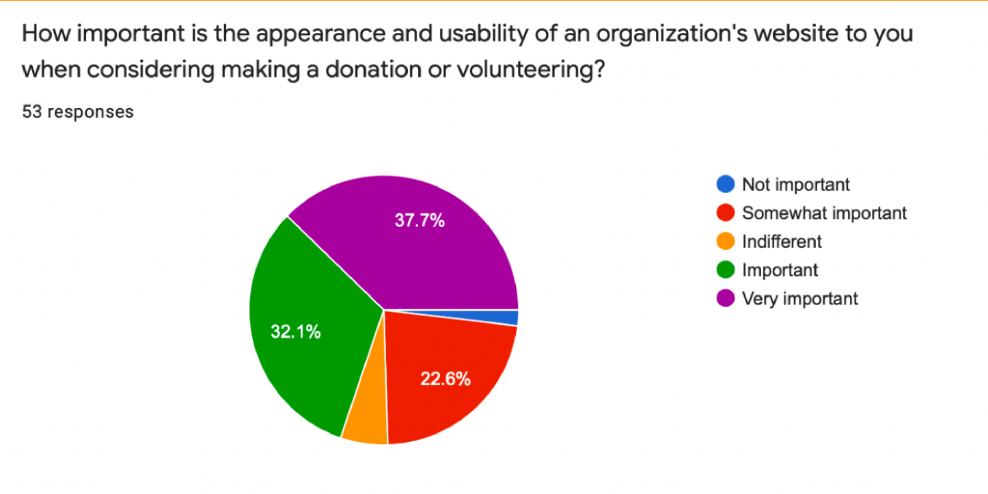 How important is the appearance and usability of an organization's website to you
when considering making a donation or volunteering?
53 responses
37.7%
32.1%
22.6%
Not important
Somewhat important
Indifferent
Important
Very important